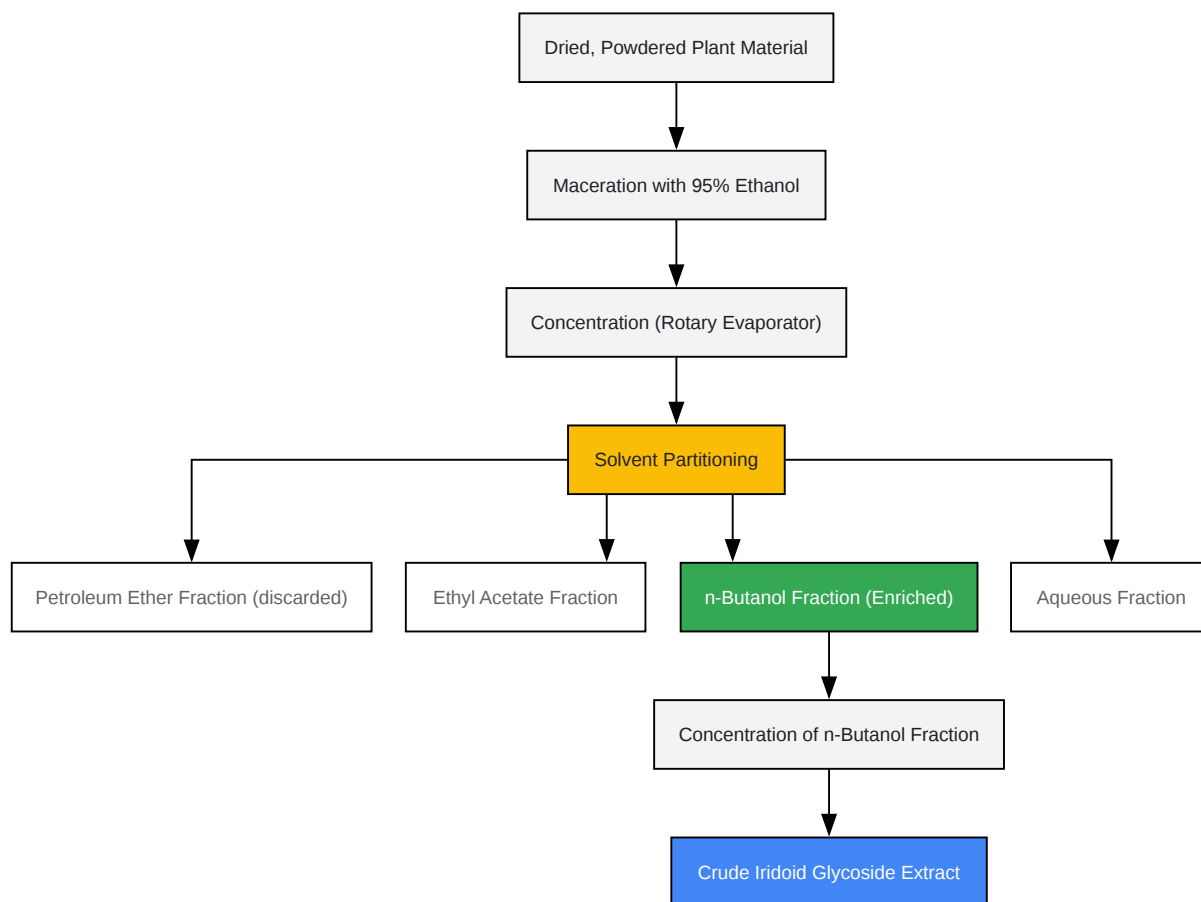 Dried, Powdered Plant Material
Maceration with 95% Ethanol
Concentration (Rotary Evaporator)
Solvent Partitioning
Petroleum Ether Fraction (discarded)
Ethyl Acetate Fraction
n-Butanol Fraction (Enriched)
Aqueous Fraction
Concentration of n-Butanol Fraction
Crude Iridoid Glycoside Extract